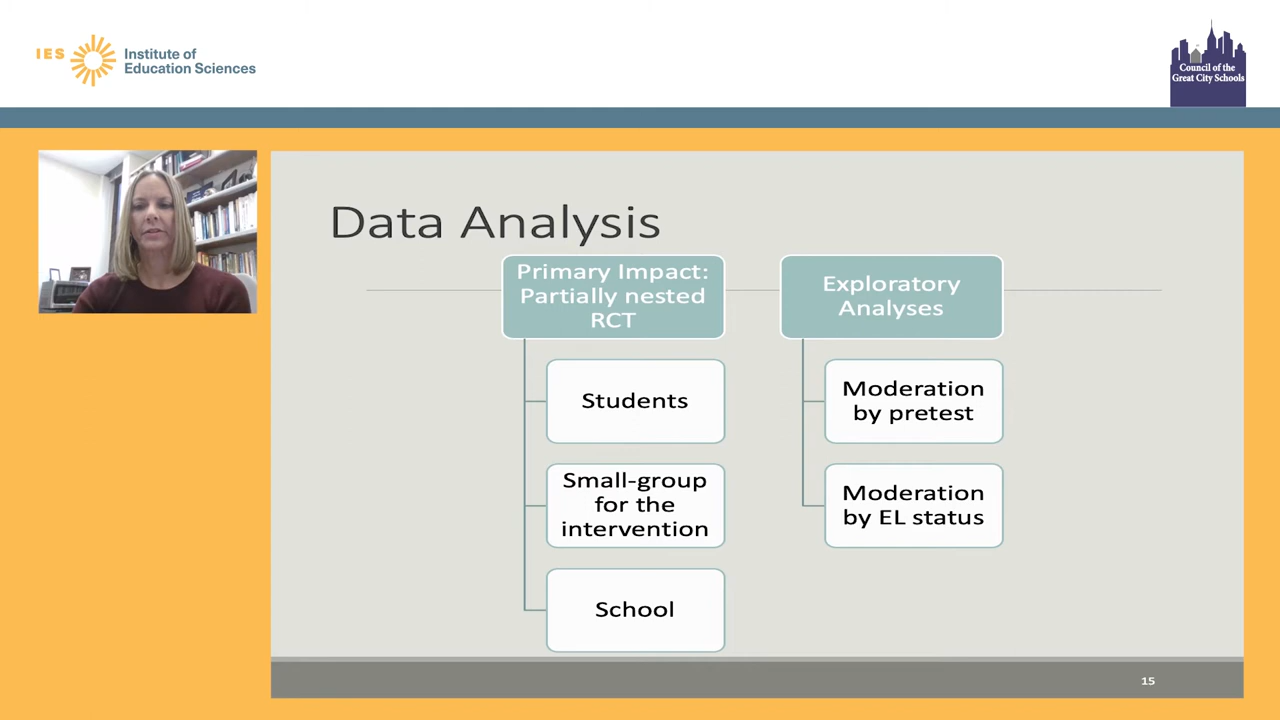 IES
Institute of
Education Sciences
Council of the
Great City Schools
Data Analysis
Primary Impact:
Partially nested
RCT
Students
Small-group
for the
intervention
School
Exploratory
Analyses
Moderation
by pretest
Moderation
by EL status
15